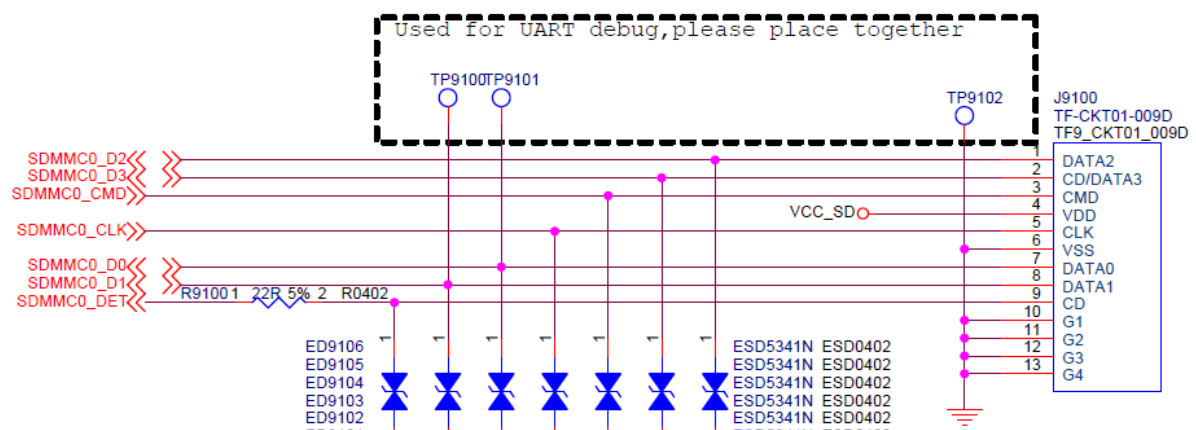 Used for UART debug,please place together
TP9100 TP9101
TP9102
J9100
TF-CKT01-009D
TF9_CKT01_009D
SDMMC0_D2
SDMMC0_D3
SDMMC0_CMD
SDMMC0_CLK
SDMMC0_D0
SDMMC0_D1
SDMMC0_DET
R9100 1 22R 5% 2 R0402
VCC_SD
1 DATA2
2 CD/DATA3
3 CMD
4 VDD
5 CLK
6 VSS
7 DATA0
8 DATA1
9 CD
10 G1
11 G2
12 G3
13 G4
1 1 1 1 1 1 1
ED9106
ED9105
ED9104
ED9103
ED9102
ESD5341N ESD0402
ESD5341N ESD0402
ESD5341N ESD0402
ESD5341N ESD0402
ESD5341N ESD0402